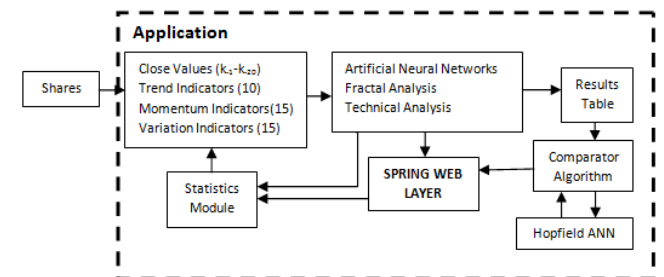 Application
Shares
Close Values (k-1-k-20)
Trend Indicators (10)
Momentum Indicators(15)
Variation Indicators (15)
Artificial Neural Networks
Fractal Analysis
Technical Analysis
Results
Table
Statistics
Module
SPRING WEB
LAYER
Comparator
Algorithm
Hopfield ANN